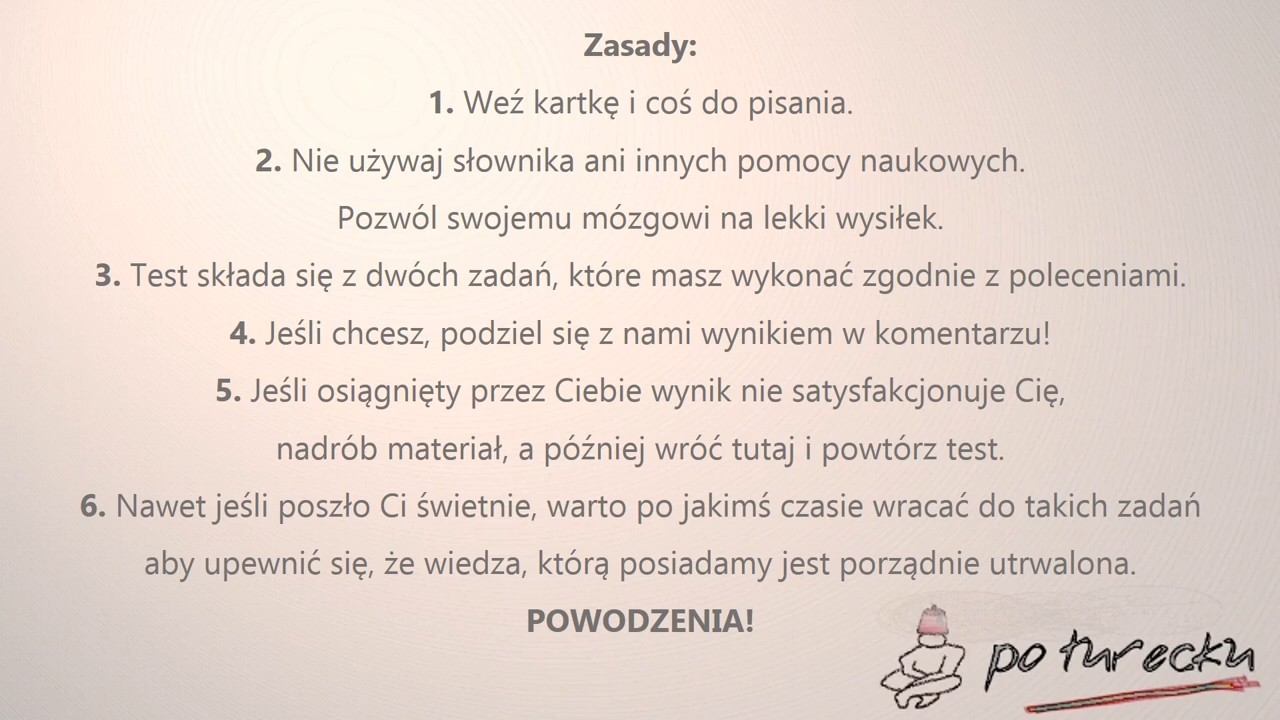 Zasady:
1. Weź kartkę i coś do pisania.
2. Nie używaj słownika ani innych pomocy naukowych.
Pozwól swojemu mózgowi na lekki wysiłek.
3. Test składa się z dwóch zadań, które masz wykonać zgodnie z poleceniami.
4. Jeśli chcesz, podziel się z nami wynikiem w komentarzu!
5. Jeśli osiągnięty przez Ciebie wynik nie satysfakcjonuje Cię,
nadrób materiał, a później wróć tutaj i powtórz test.
6. Nawet jeśli poszło Ci świetnie, warto po jakimś czasie wracać do takich zadań
aby upewnić się, że wiedza, którą posiadamy jest porządnie utrwalona.
POWODZENIA!
po turecku